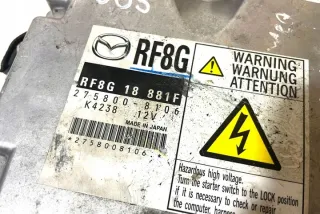 RF8G
RF8G 18 881F
275800-8106
K4238 12V
MADE IN JAPAN
*2758008106
WARNING
WARNUNG
ATTENTION
Hazardous high voltage.
Turn the starter switch to the LOCK position
if it is necessary to check or repair
the computer, harness